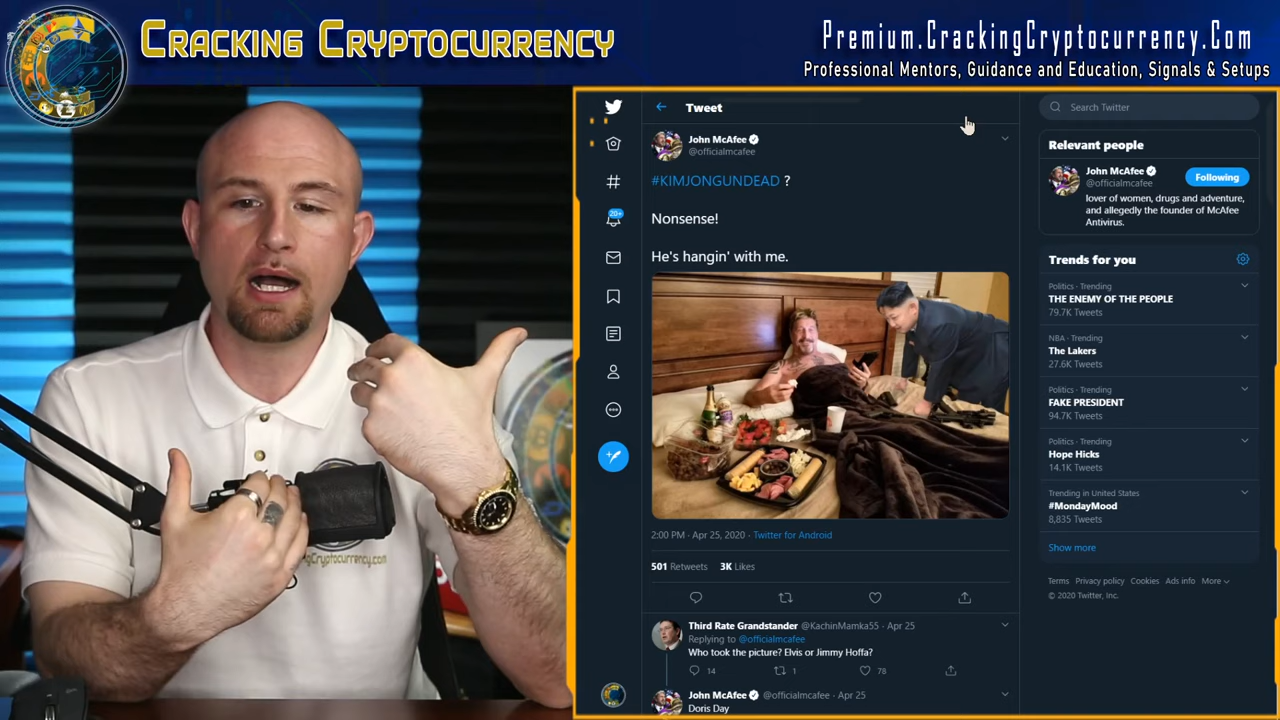 Cracking Cryptocurrency
Premium.CrackingCryptocurrency.Com
Professional Mentors, Guidance and Education, Signals & Setups
Tweet
John McAfee
@officialmcafee
#KIMJONGUNDEAD ?
Nonsense!
He's hangin' with me.
2:00 PM · Apr 25, 2020 · Twitter for Android
501 Retweets 3K Likes
Third Rate Grandstander @KachinMamka55 · Apr 25
Replying to @officialmcafee
Who took the picture? Elvis or Jimmy Hoffa?
14 1 78
John McAfee @officialmcafee · Apr 25
Doris Day
20+
Search Twitter
Relevant people
John McAfee
@officialmcafee
Following
lover of women, drugs and adventure,
and allegedly the founder of McAfee
Antivirus.
Trends for you
Politics · Trending
THE ENEMY OF THE PEOPLE
79.7K Tweets
NBA · Trending
The Lakers
27.6K Tweets
Politics · Trending
FAKE PRESIDENT
94.7K Tweets
Politics · Trending
Hope Hicks
14.1K Tweets
Trending in United States
#MondayMood
8,835 Tweets
Show more
Terms Privacy policy Cookies Ads info More
© 2020 Twitter, Inc.